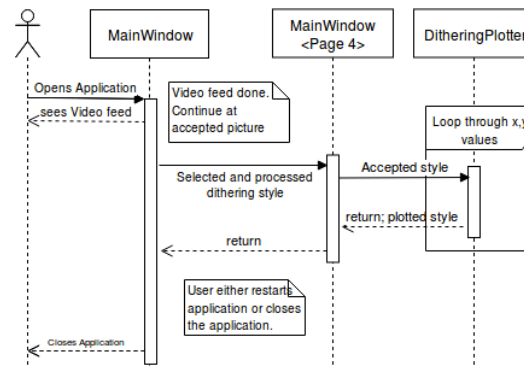 MainWindow
MainWindow
<Page 4>
DitheringPlotter
Opens Application
sees Video feed
Video feed done.
Continue at
accepted picture
Loop through x,y
values
Selected and processed
dithering style
Accepted style
return; plotted style
return
User either restarts
application or closes
the application.
Closes Application